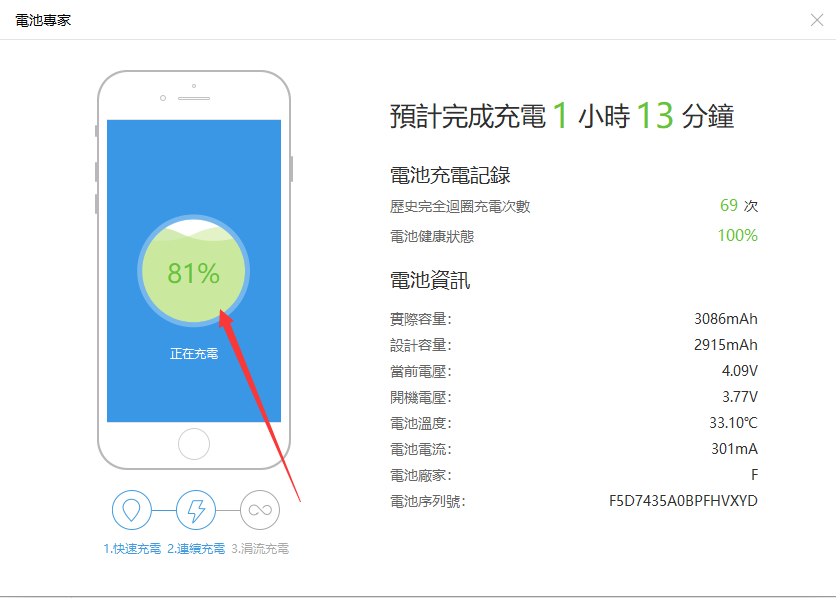 電池專家
預計完成充電 1 小時 13 分鐘
電池充電記錄
歷史完全迴圈充電次數 69 次
電池健康狀態 100%
電池資訊
實際容量: 3086mAh
設計容量: 2915mAh
當前電壓: 4.09V
開機電壓: 3.77V
電池溫度: 33.10℃
電池電流: 301mA
電池廠家: F
電池序列號: F5D7435A0BPFHVXYD
81%
正在充電
1.快速充電 2.連續充電 3.涓流充電